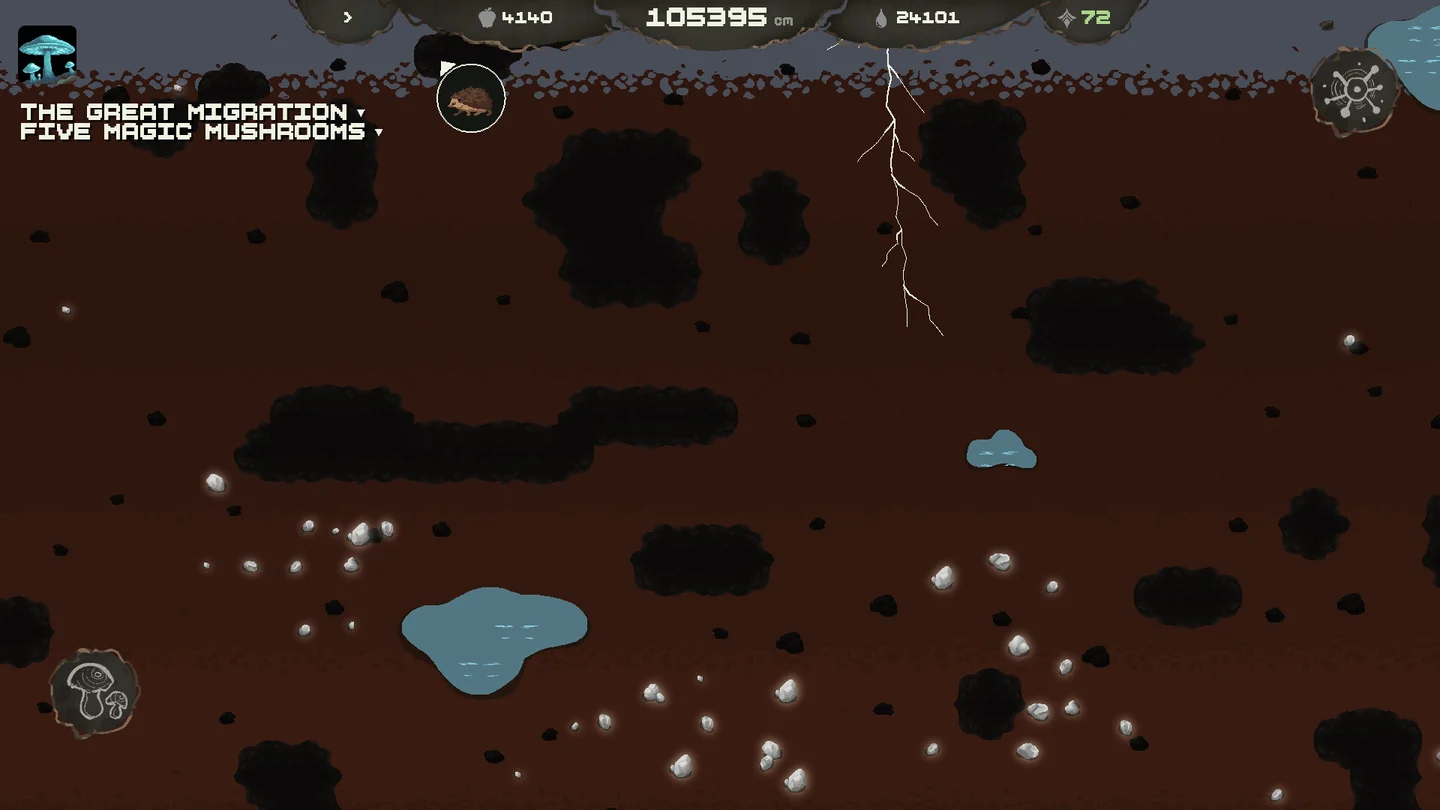 4140
105395 cm
24101
72
THE GREAT MIGRATION
FIVE MAGIC MUSHROOMS